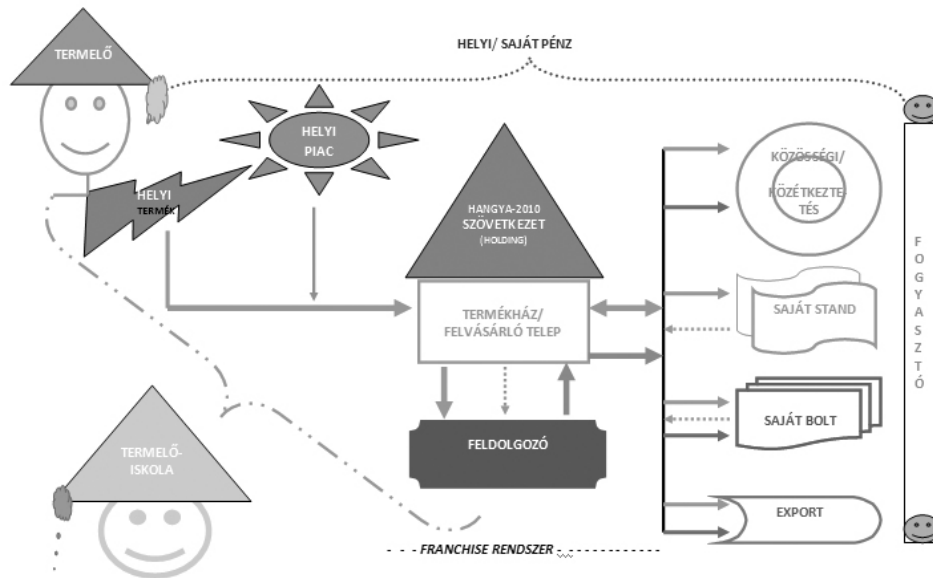 TERMELŐ
HELYI/ SAJÁT PÉNZ
HELYI
PIAC
HELYI
TERMÉK
HANGYA-2010
SZÖVETKEZET
(HOLDING)
TERMÉKHÁZ/
FELVÁSÁRLÓ TELEP
FELDOLGOZÓ
KÖZÖSSÉGI/
KÖZÉTKEZTE-
TÉS
SAJÁT STAND
SAJÁT BOLT
EXPORT
FOGYASZTÓ
TERMELŐ-
ISKOLA
- - - - FRANCHISE RENDSZER